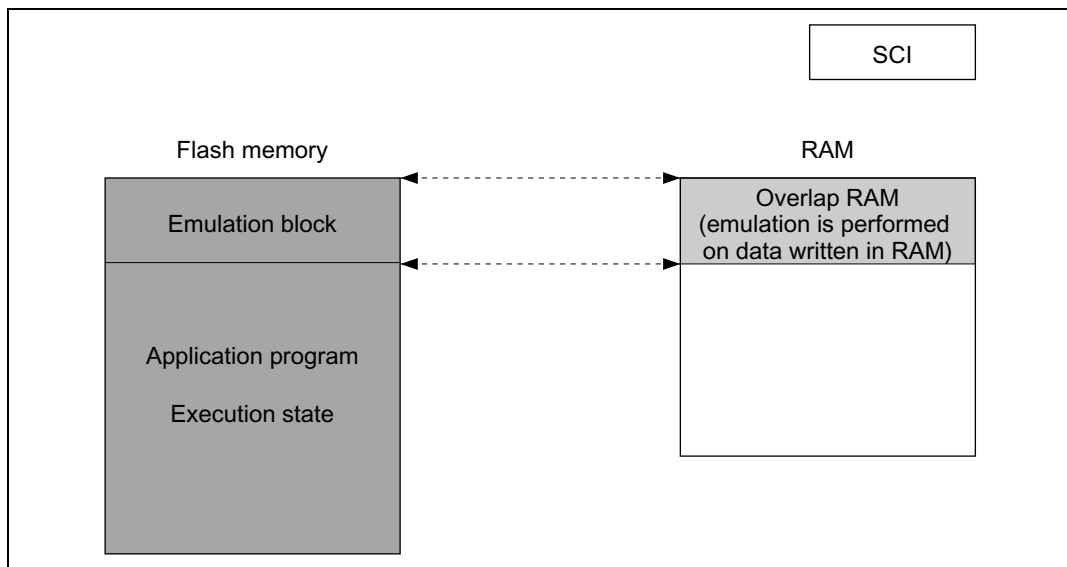 SCI
Flash memory
RAM
Emulation block
Overlap RAM
(emulation is performed
on data written in RAM)
Application program
Execution state